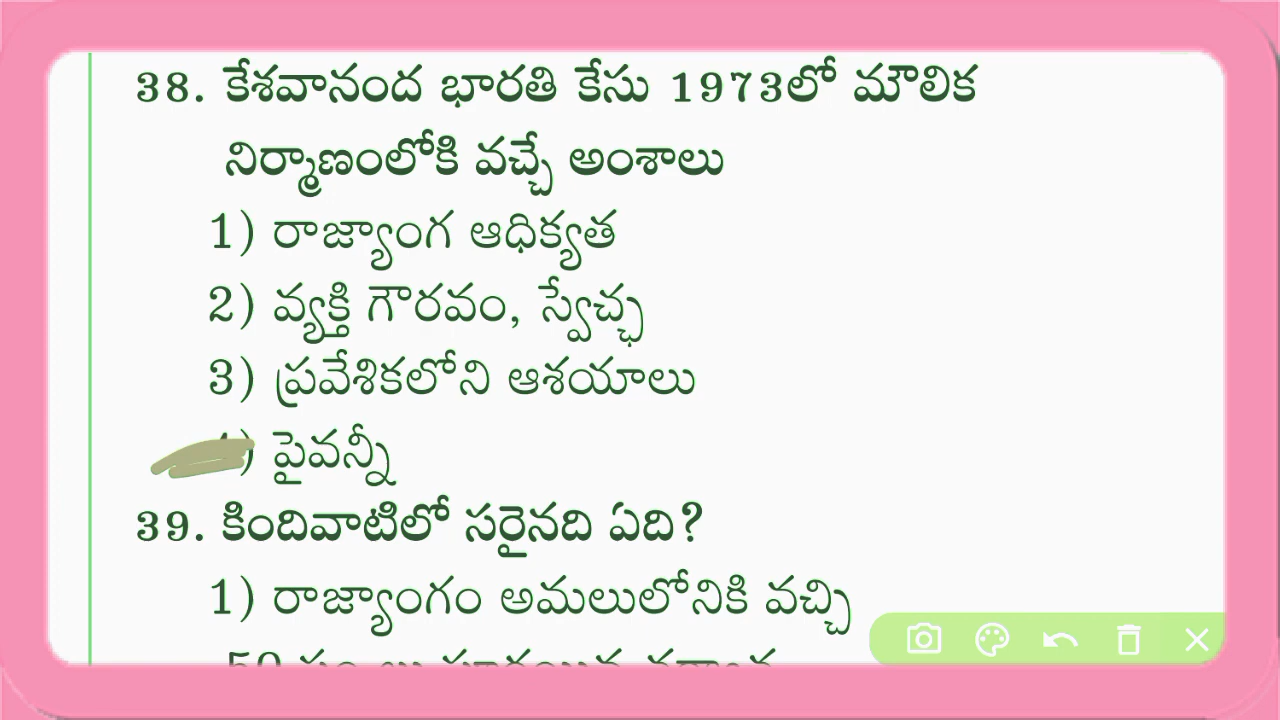 38. కేశవానంద భారతి కేసు 1973లో మౌలిక
నిర్మాణంలోకి వచ్చే అంశాలు
1) రాజ్యాంగ ఆధిక్యత
2) వ్యక్తి గౌరవం, స్వేచ్ఛ
3) ప్రవేశికలోని ఆశయాలు
) పైవన్నీ
39. కిందివాటిలో సరైనది ఏది?
1) రాజ్యాంగం అమలులోనికి వచ్చి
50